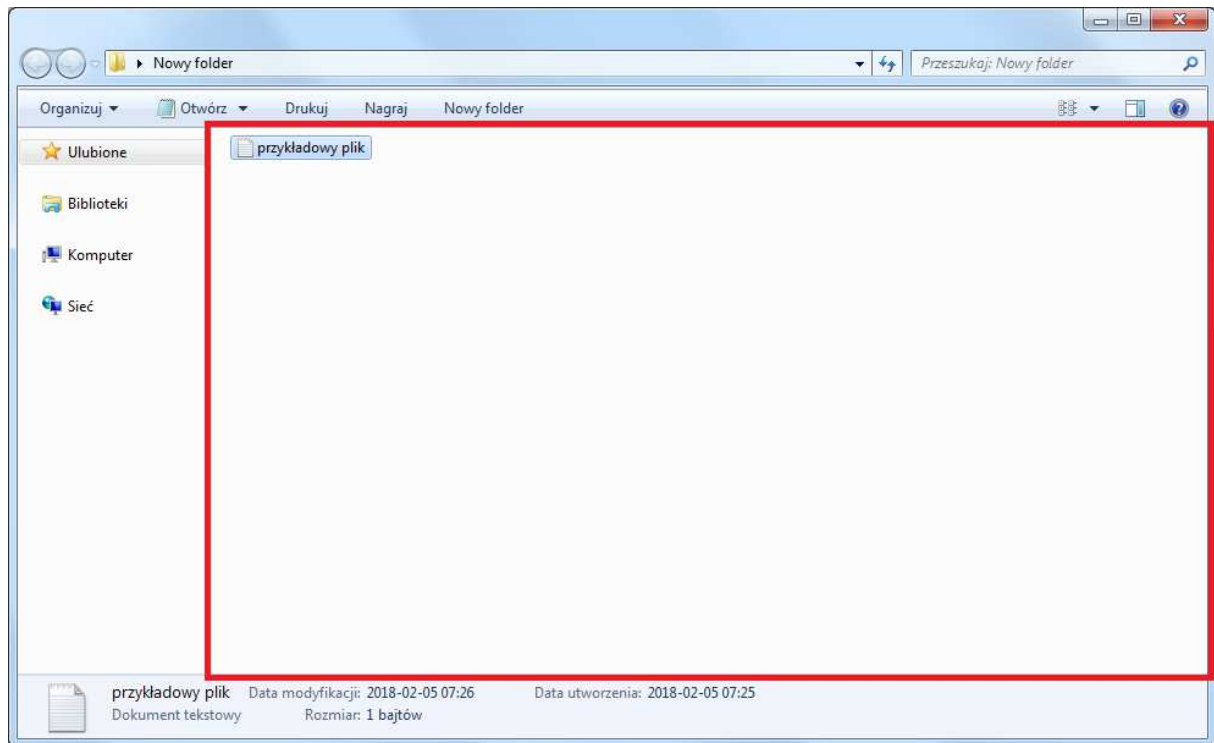 Nowy folder
Przeszukaj: Nowy folder
Organizuj Otwórz Drukuj Nagraj Nowy folder
Ulubione
przykładowy plik
Biblioteki
Komputer
Sieć
przykładowy plik Data modyfikacji: 2018-02-05 07:26 Data utworzenia: 2018-02-05 07:25
Dokument tekstowy Rozmiar: 1 bajtów